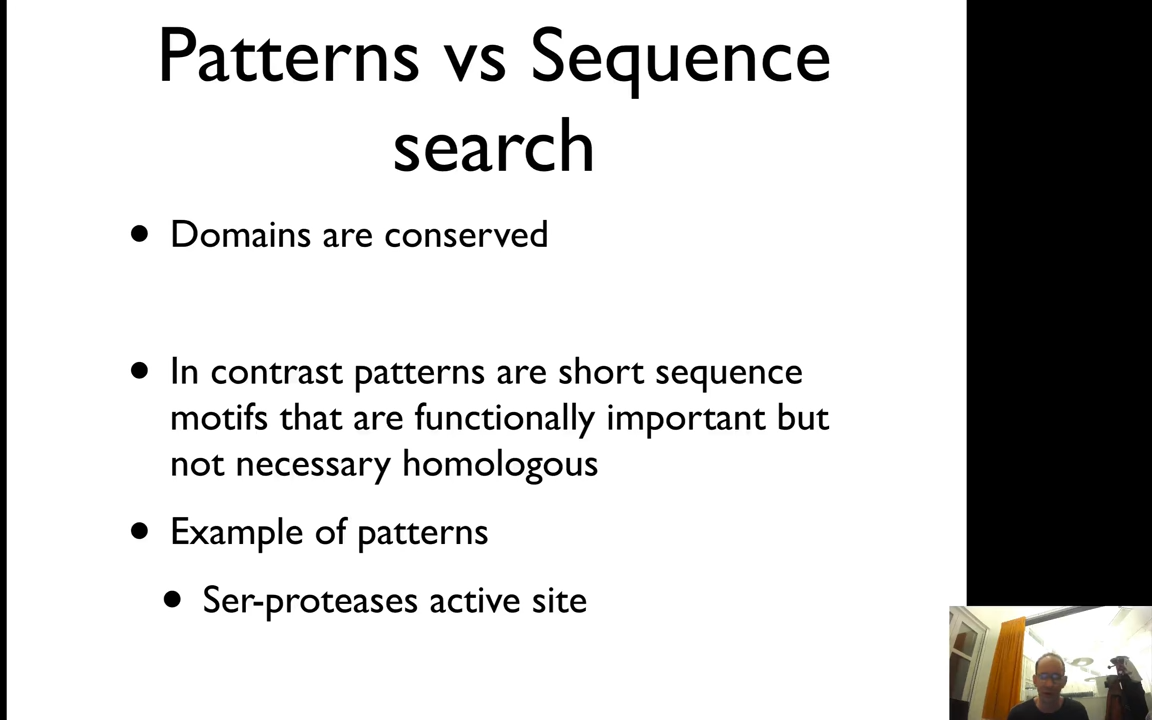 Patterns vs Sequence
search
• Domains are conserved
• In contrast patterns are short sequence
motifs that are functionally important but
not necessary homologous
• Example of patterns
• Ser-proteases active site